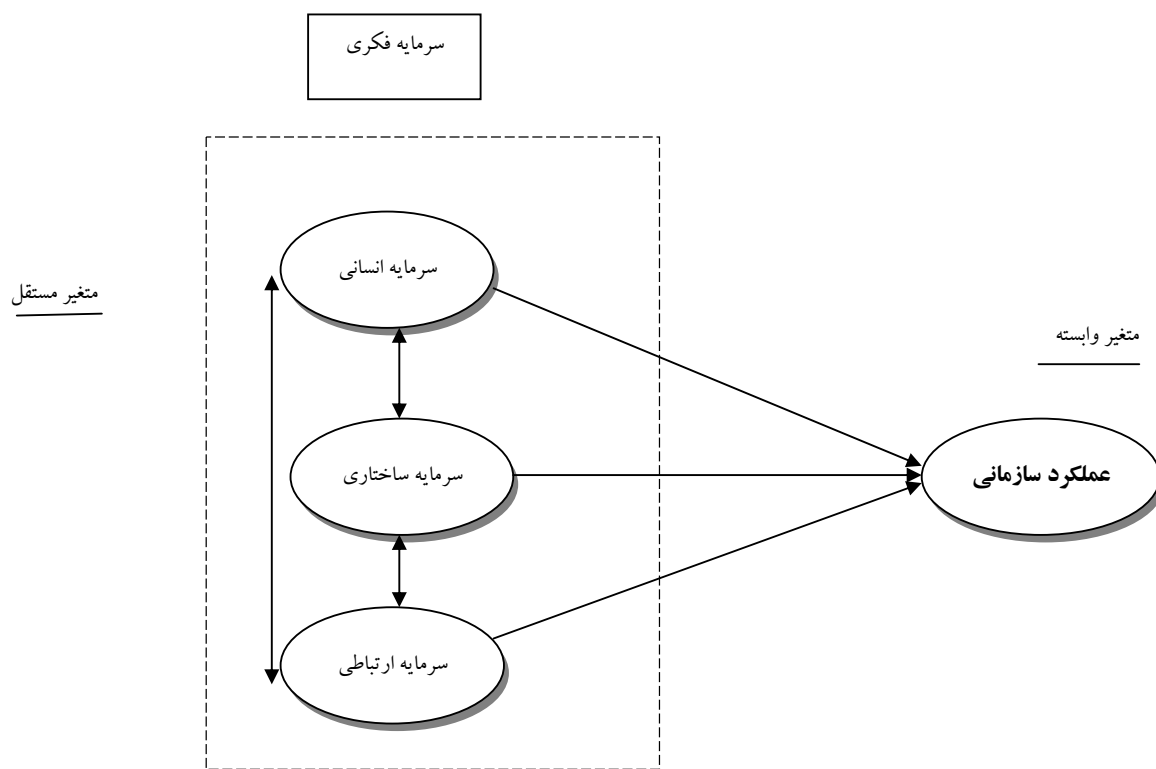 سرمایه فکری
سرمایه انسانی
متغیر مستقل
متغیر وابسته
سرمایه ساختاری
عملکرد سازمانی
سرمایه ارتباطی